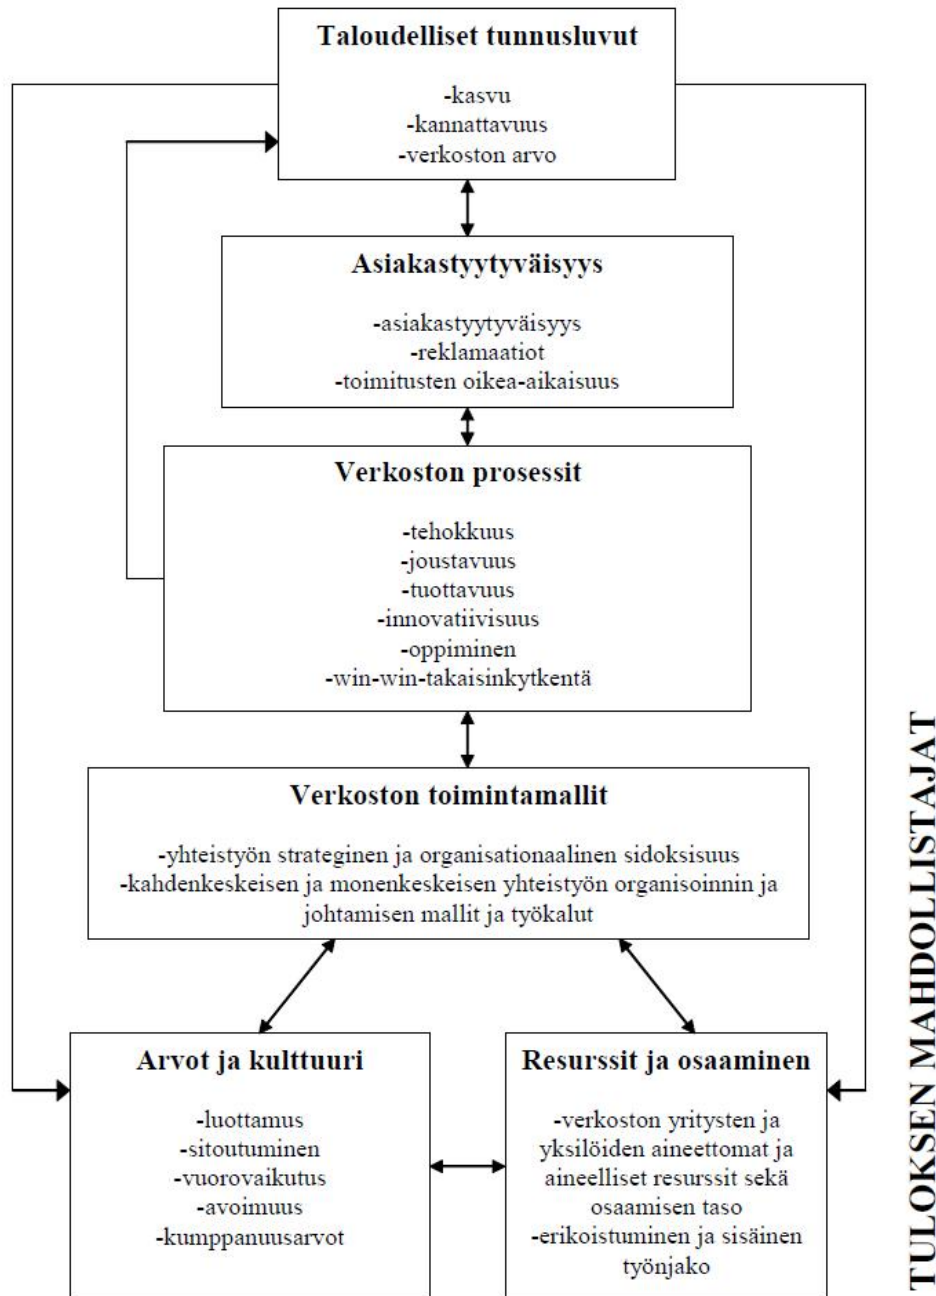 Taloudelliset tunnusluvut
-kasvu
-kannattavuus
-verkoston arvo
Asiakastyytyväisyys
-asiakastyytyväisyys
-reklamaatiot
-toimitusten oikea-aikaisuus
Verkoston prosessit
-tehokkuus
-joustavuus
-tuottavuus
-innovatiivisuus
-oppiminen
-win-win-takaisinkytkentä
Verkoston toimintamallit
-yhteistyön strateginen ja organisationaalinen sidoksisuus
-kahdenkeskeisen ja monenkeskeisen yhteistyön organisoinnin ja
johtamisen mallit ja työkalut
Arvot ja kulttuuri
-luottamus
-sitoutuminen
-vuorovaikutus
-avoimuus
-kumppanuusarvot
Resurssit ja osaaminen
-verkoston yritysten ja
yksilöiden aineettomat ja
aineelliset resurssit sekä
osaamisen taso
-erikoistuminen ja sisäinen
työnjako
TULOKSEN MAHDOLLISTAJAT